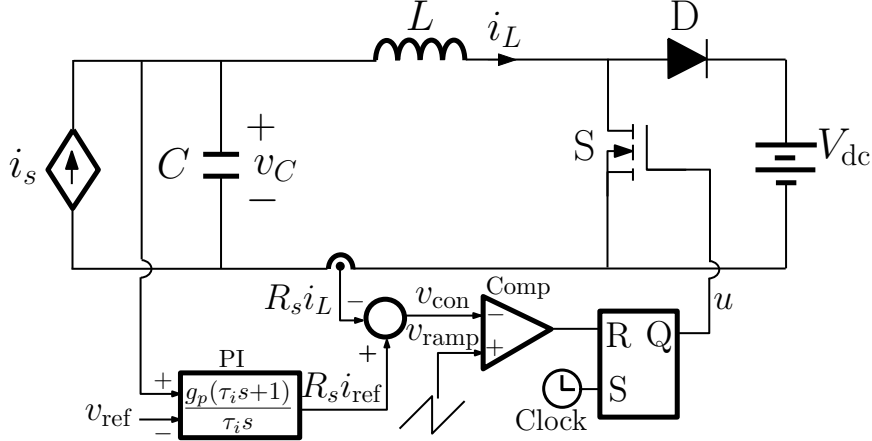 L
i_L
D
i_s
C
+
v_C
−
S
V_dc
R_s i_L
−
+
v_con
v_ramp
Comp
−
+
u
R
Q
S
Clock
PI
+
v_ref
−
g_p(τ_i s+1)
τ_i s
R_s i_ref